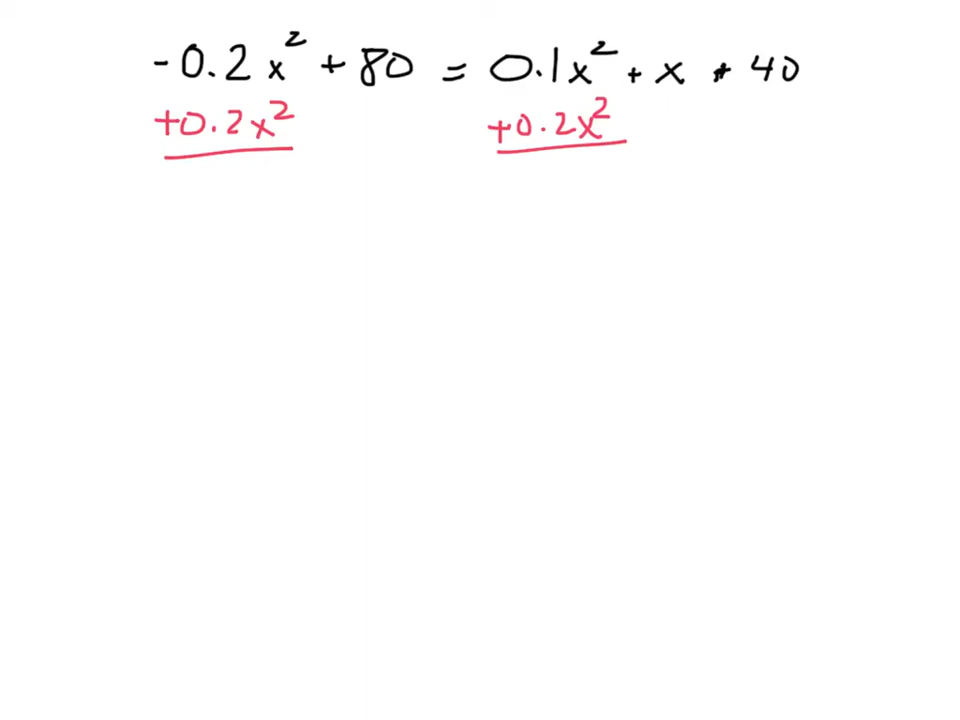 -0.2x² + 80 = 0.1x² + x + 40
+0.2x² +0.2x²